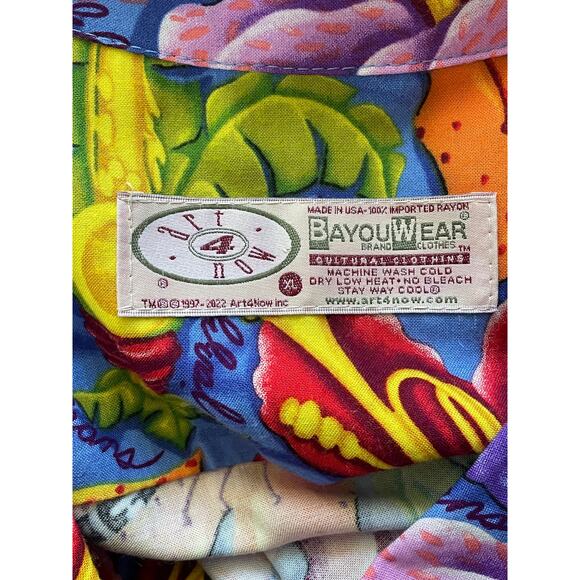 art
4
now
XL
TM ® © 1997-2022 Art4Now inc
MADE IN USA-100% IMPORTED RAYON
BAYOUWEAR®
BRAND CLOTHES™
CULTURAL CLOTHING
MACHINE WASH COLD
DRY LOW HEAT•NO BLEACH
STAY WAY COOL®
www.art4now.com